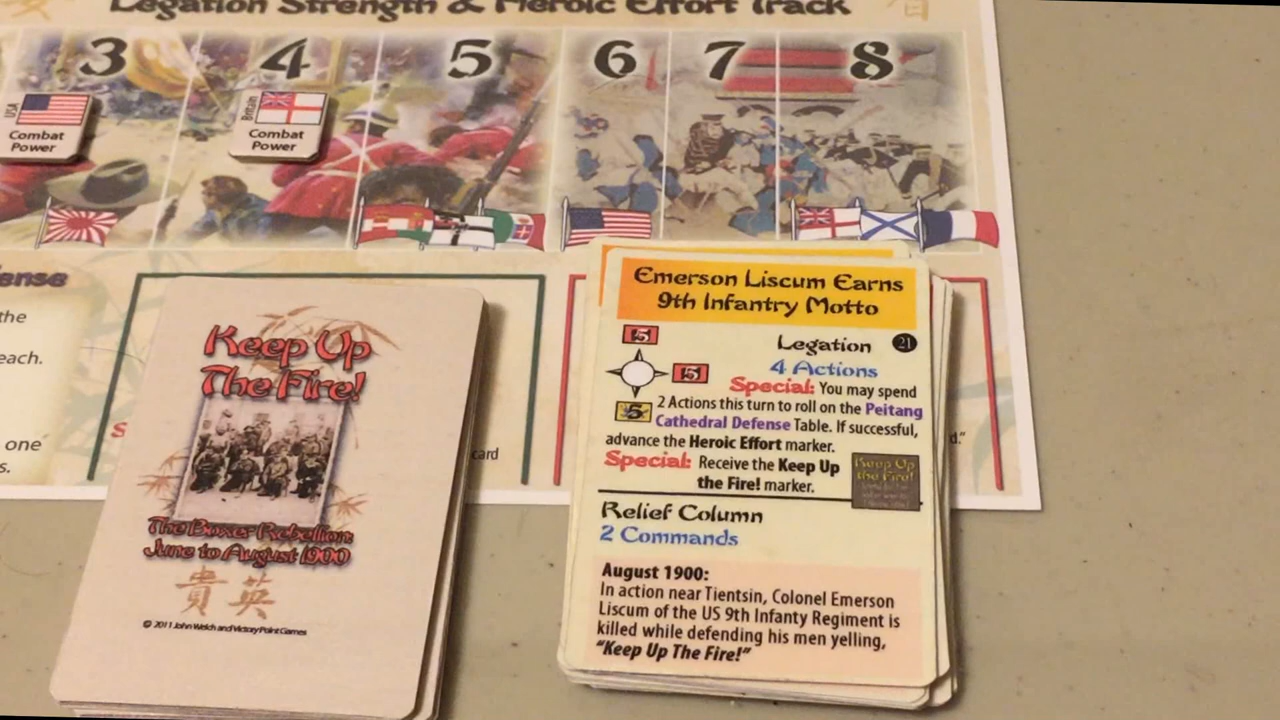 Legation Strength & Heroic Effort Track
3 4 5 6 7 8
USA
Combat
Power
Britain
Combat
Power
ense
the
each.
one
s.
S
card
d."
Keep Up
The Fire!
The Boxer Rebellion:
June to August 1900
貴英
© 2011 John Welch and Victory Point Games
Emerson Liscum Earns
9th Infantry Motto
5
5
5
Legation 21
4 Actions
Special: You may spend
2 Actions this turn to roll on the Peitang
Cathedral Defense Table. If successful,
advance the Heroic Effort marker.
Special: Receive the Keep Up
the Fire! marker.
Keep Up
the Fire!
Relief Column
2 Commands
August 1900:
In action near Tientsin, Colonel Emerson
Liscum of the US 9th Infanty Regiment is
killed while defending his men yelling,
"Keep Up The Fire!"